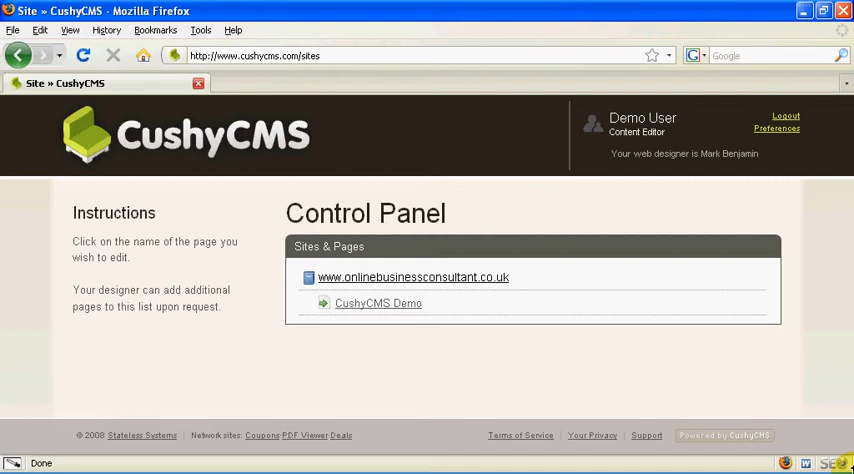 Site » CushyCMS - Mozilla Firefox
File Edit View History Bookmarks Tools Help
http://www.cushycms.com/sites
Google
Site » CushyCMS
CushyCMS
Demo User
Content Editor
Your web designer is Mark Benjamin
Logout
Preferences
Instructions
Click on the name of the page you
wish to edit.
Your designer can add additional
pages to this list upon request.
Control Panel
Sites & Pages
www.onlinebusinessconsultant.co.uk
CushyCMS Demo
© 2008 Stateless Systems | Network sites: Coupons·PDF Viewer·Deals
Terms of Service | Your Privacy | Support
Powered by CushyCMS
Done